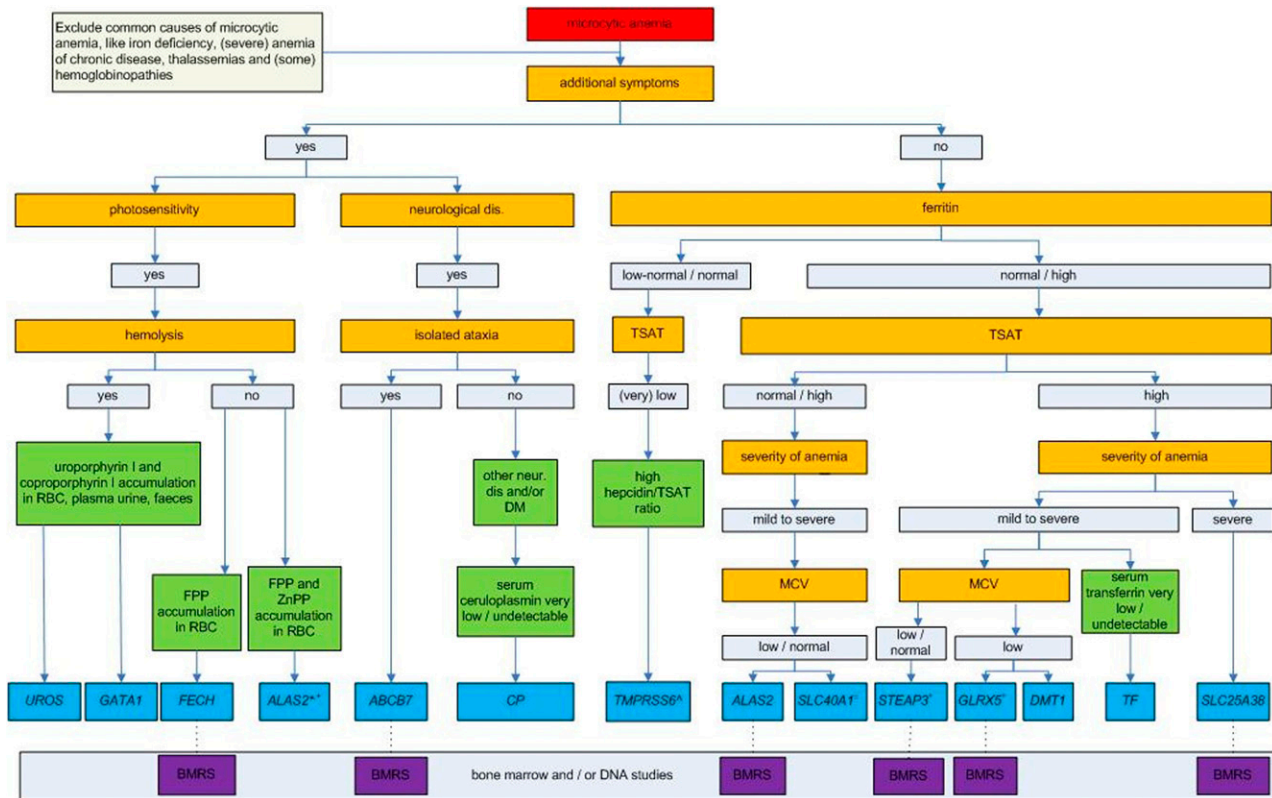 microcytic anemia
Exclude common causes of microcytic
anemia, like iron deficiency, (severe) anemia
of chronic disease, thalassemias and (some)
hemoglobinopathies
additional symptoms
yes
no
photosensitivity
neurological dis.
ferritin
yes
yes
low-normal / normal
normal / high
hemolysis
isolated ataxia
TSAT
TSAT
yes
no
yes
no
(very) low
normal / high
high
uroporphyrin I and
coproporphyrin I accumulation
in RBC, plasma urine, faeces
other neur.
dis and/or
DM
high
hepcidin/TSAT
ratio
severity of anemia
severity of anemia
mild to severe
mild to severe
severe
FPP
accumulation
in RBC
FPP and
ZnPP
accumulation
in RBC
serum
ceruloplasmin very
low / undetectable
MCV
MCV
serum
transferrin very
low /
undetectable
low / normal
low /
normal
low
UROS
GATA1
FECH
ALAS2*^
ABCB7
CP
TMPRSS6^
ALAS2
SLC40A1
STEAP3
GLRX5
DMT1
TF
SLC25A38
BMRS
BMRS
bone marrow and / or DNA studies
BMRS
BMRS
BMRS
BMRS